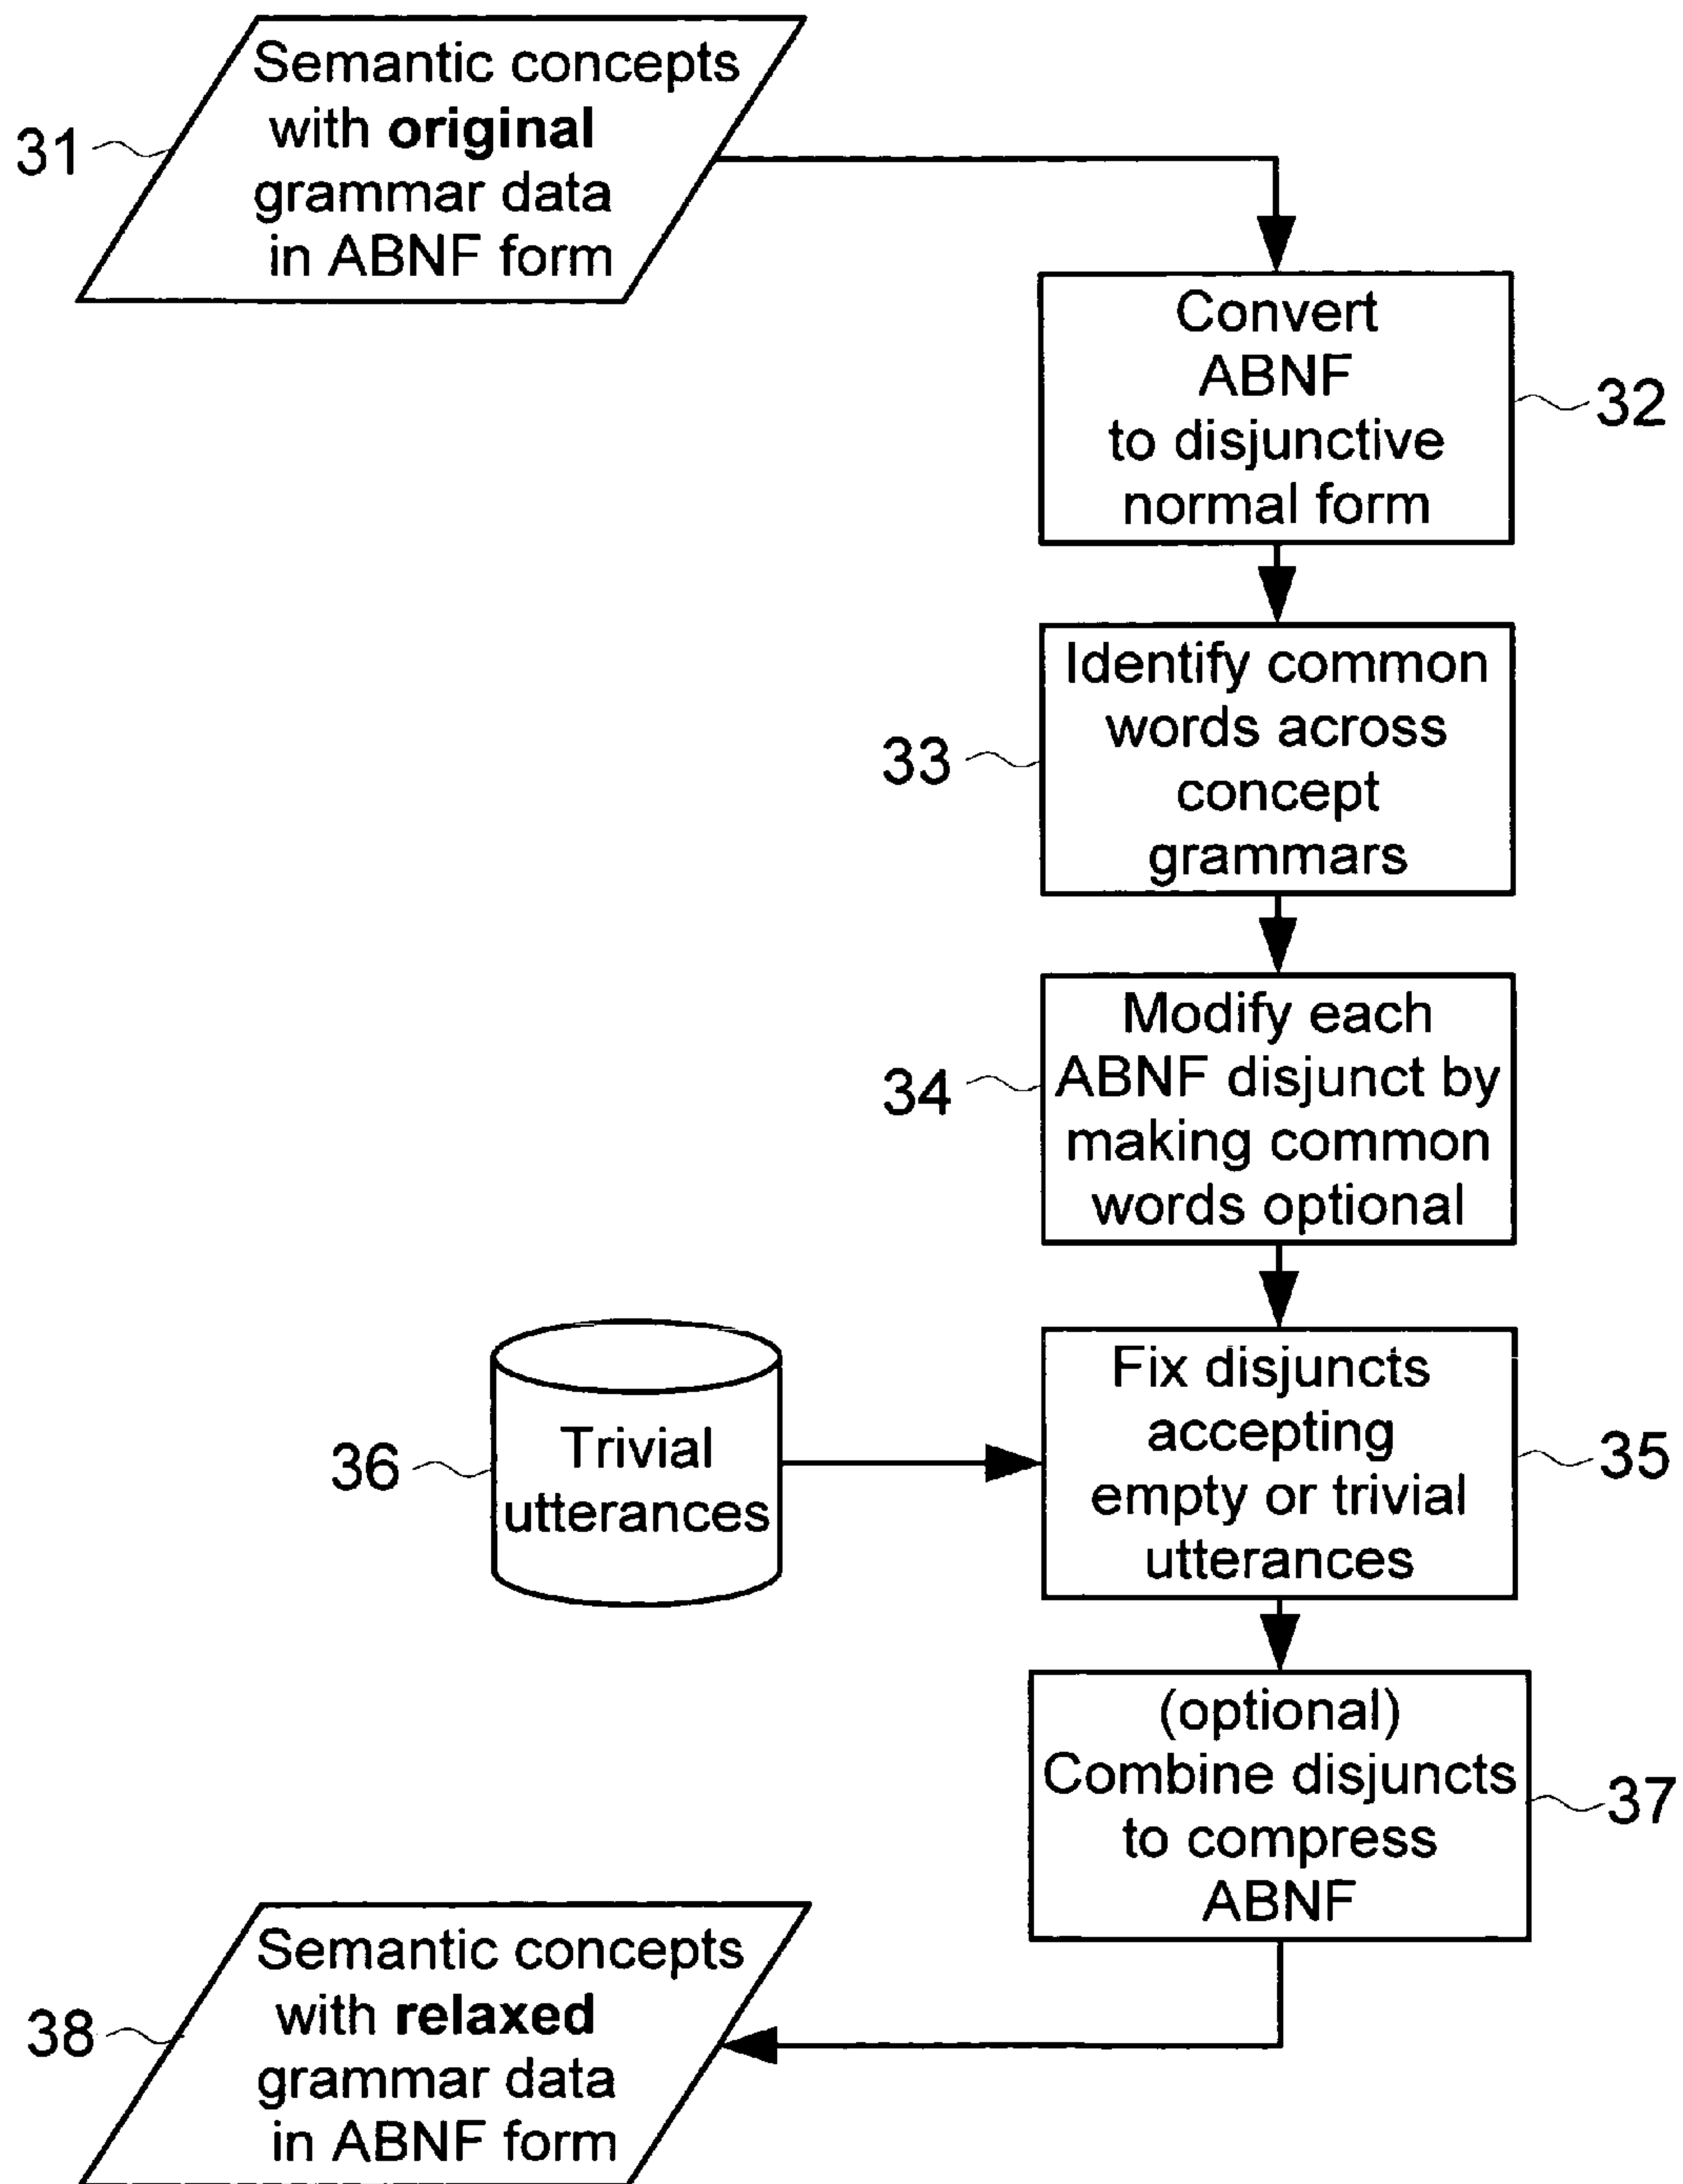 Semantic concepts
with original
grammar data
in ABNF form
31
Convert
ABNF
to disjunctive
normal form
32
Identify common
words across
concept
grammars
33
Modify each
ABNF disjunct by
making common
words optional
34
Fix disjuncts
accepting
empty or trivial
utterances
35
Trivial
utterances
36
(optional)
Combine disjuncts
to compress
ABNF
37
Semantic concepts
with relaxed
grammar data
in ABNF form
38